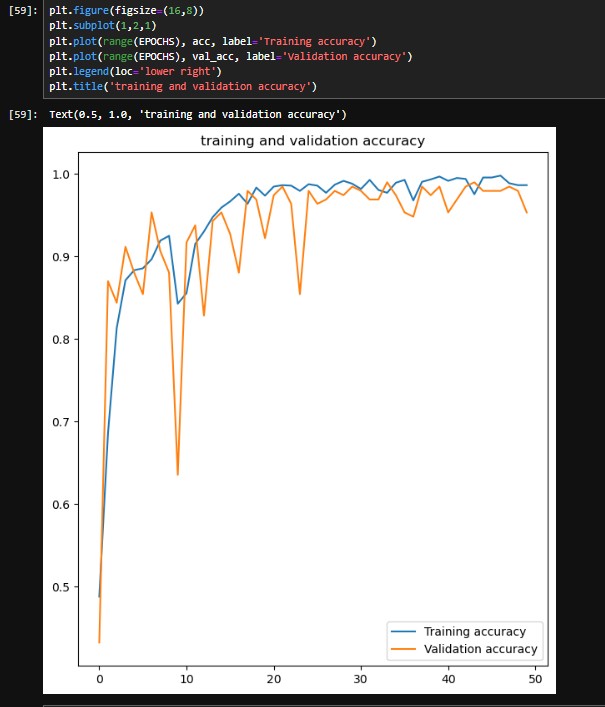 [59]: plt.figure(figsize=(16,8))
plt.subplot(1,2,1)
plt.plot(range(EPOCHS), acc, label='Training accuracy')
plt.plot(range(EPOCHS), val_acc, label='Validation accuracy')
plt.legend(loc='lower right')
plt.title('training and validation accuracy')
[59]: Text(0.5, 1.0, 'training and validation accuracy')
training and validation accuracy
1.0
0.9
0.8
0.7
0.6
0.5
Training accuracy
Validation accuracy
0 10 20 30 40 50